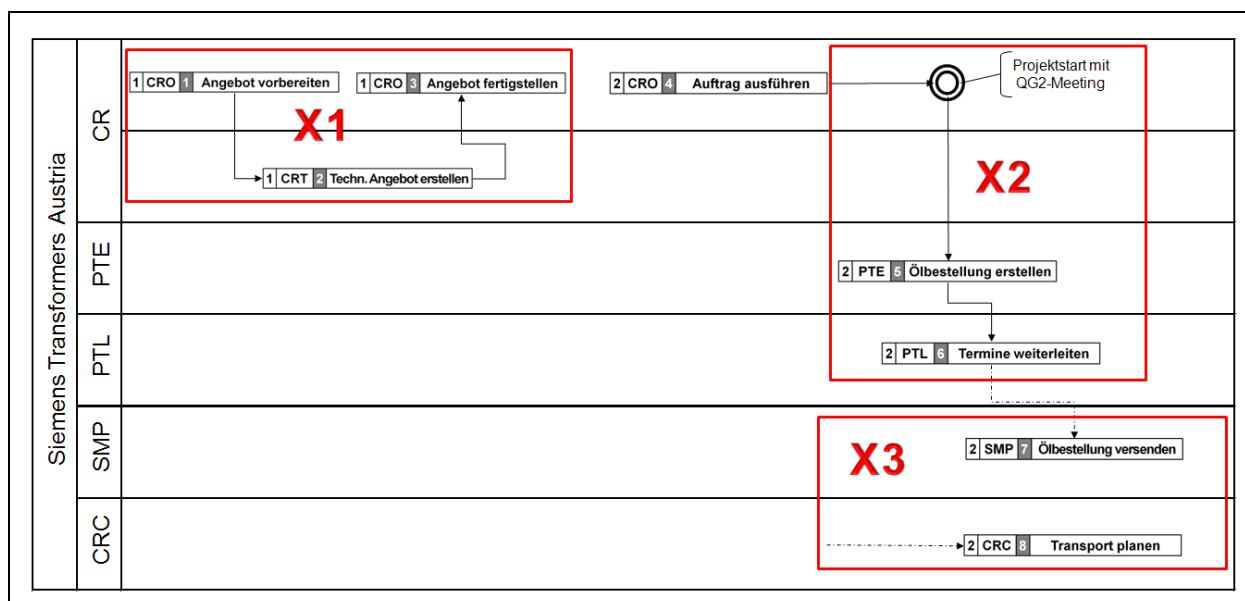 Siemens Transformers Austria
CR
1 CRO 1 Angebot vorbereiten
1 CRO 3 Angebot fertigstellen
2 CRO 4 Auftrag ausführen
Projektstart mit
QG2-Meeting
X1
1 CRT 2 Techn. Angebot erstellen
X2
PTE
2 PTE 5 Ölbestellung erstellen
PTL
2 PTL 6 Termine weiterleiten
SMP
X3
2 SMP 7 Ölbestellung versenden
CRC
2 CRC 8 Transport planen